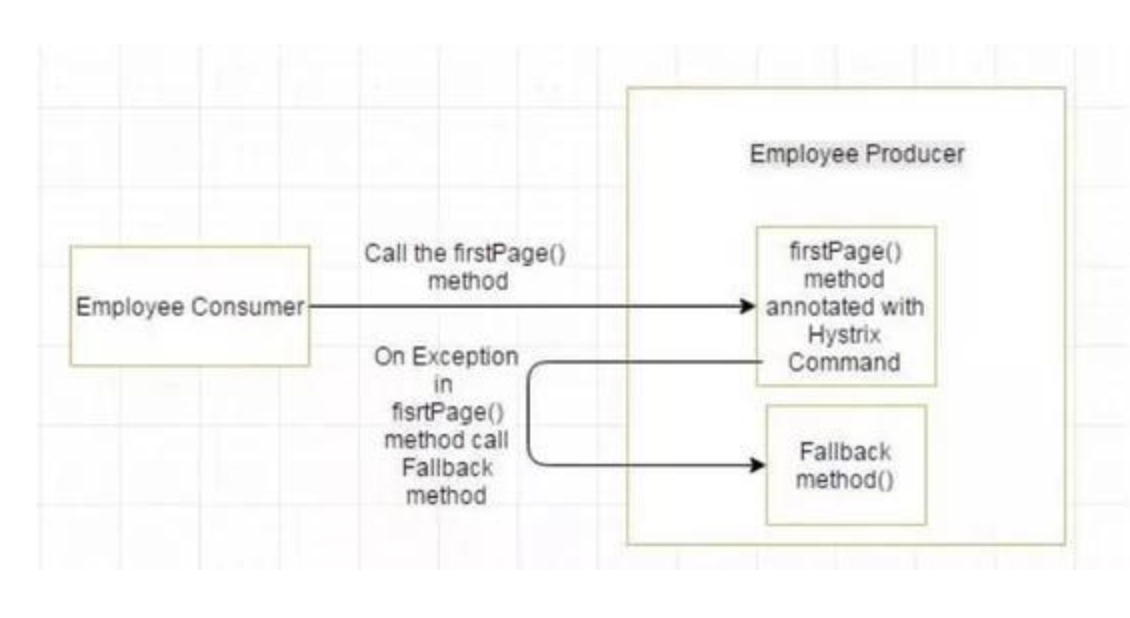 Employee Producer
Call the firstPage()
method
Employee Consumer
firstPage()
method
annotated with
Hystrix
Command
On Exception
in
fisrtPage()
method call
Fallback
method
Fallback
method()